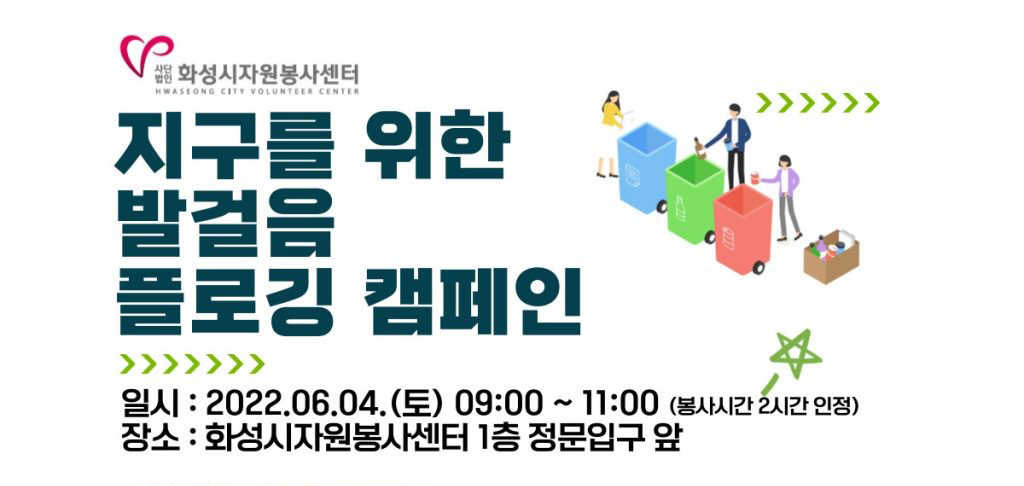 사단법인 화성시자원봉사센터
HWASEONG CITY VOLUNTEER CENTER
지구를 위한
발걸음
플로깅 캠페인
일시 : 2022.06.04.(토) 09:00 ~ 11:00 (봉사시간 2시간 인정)
장소 : 화성시자원봉사센터 1층 정문입구 앞